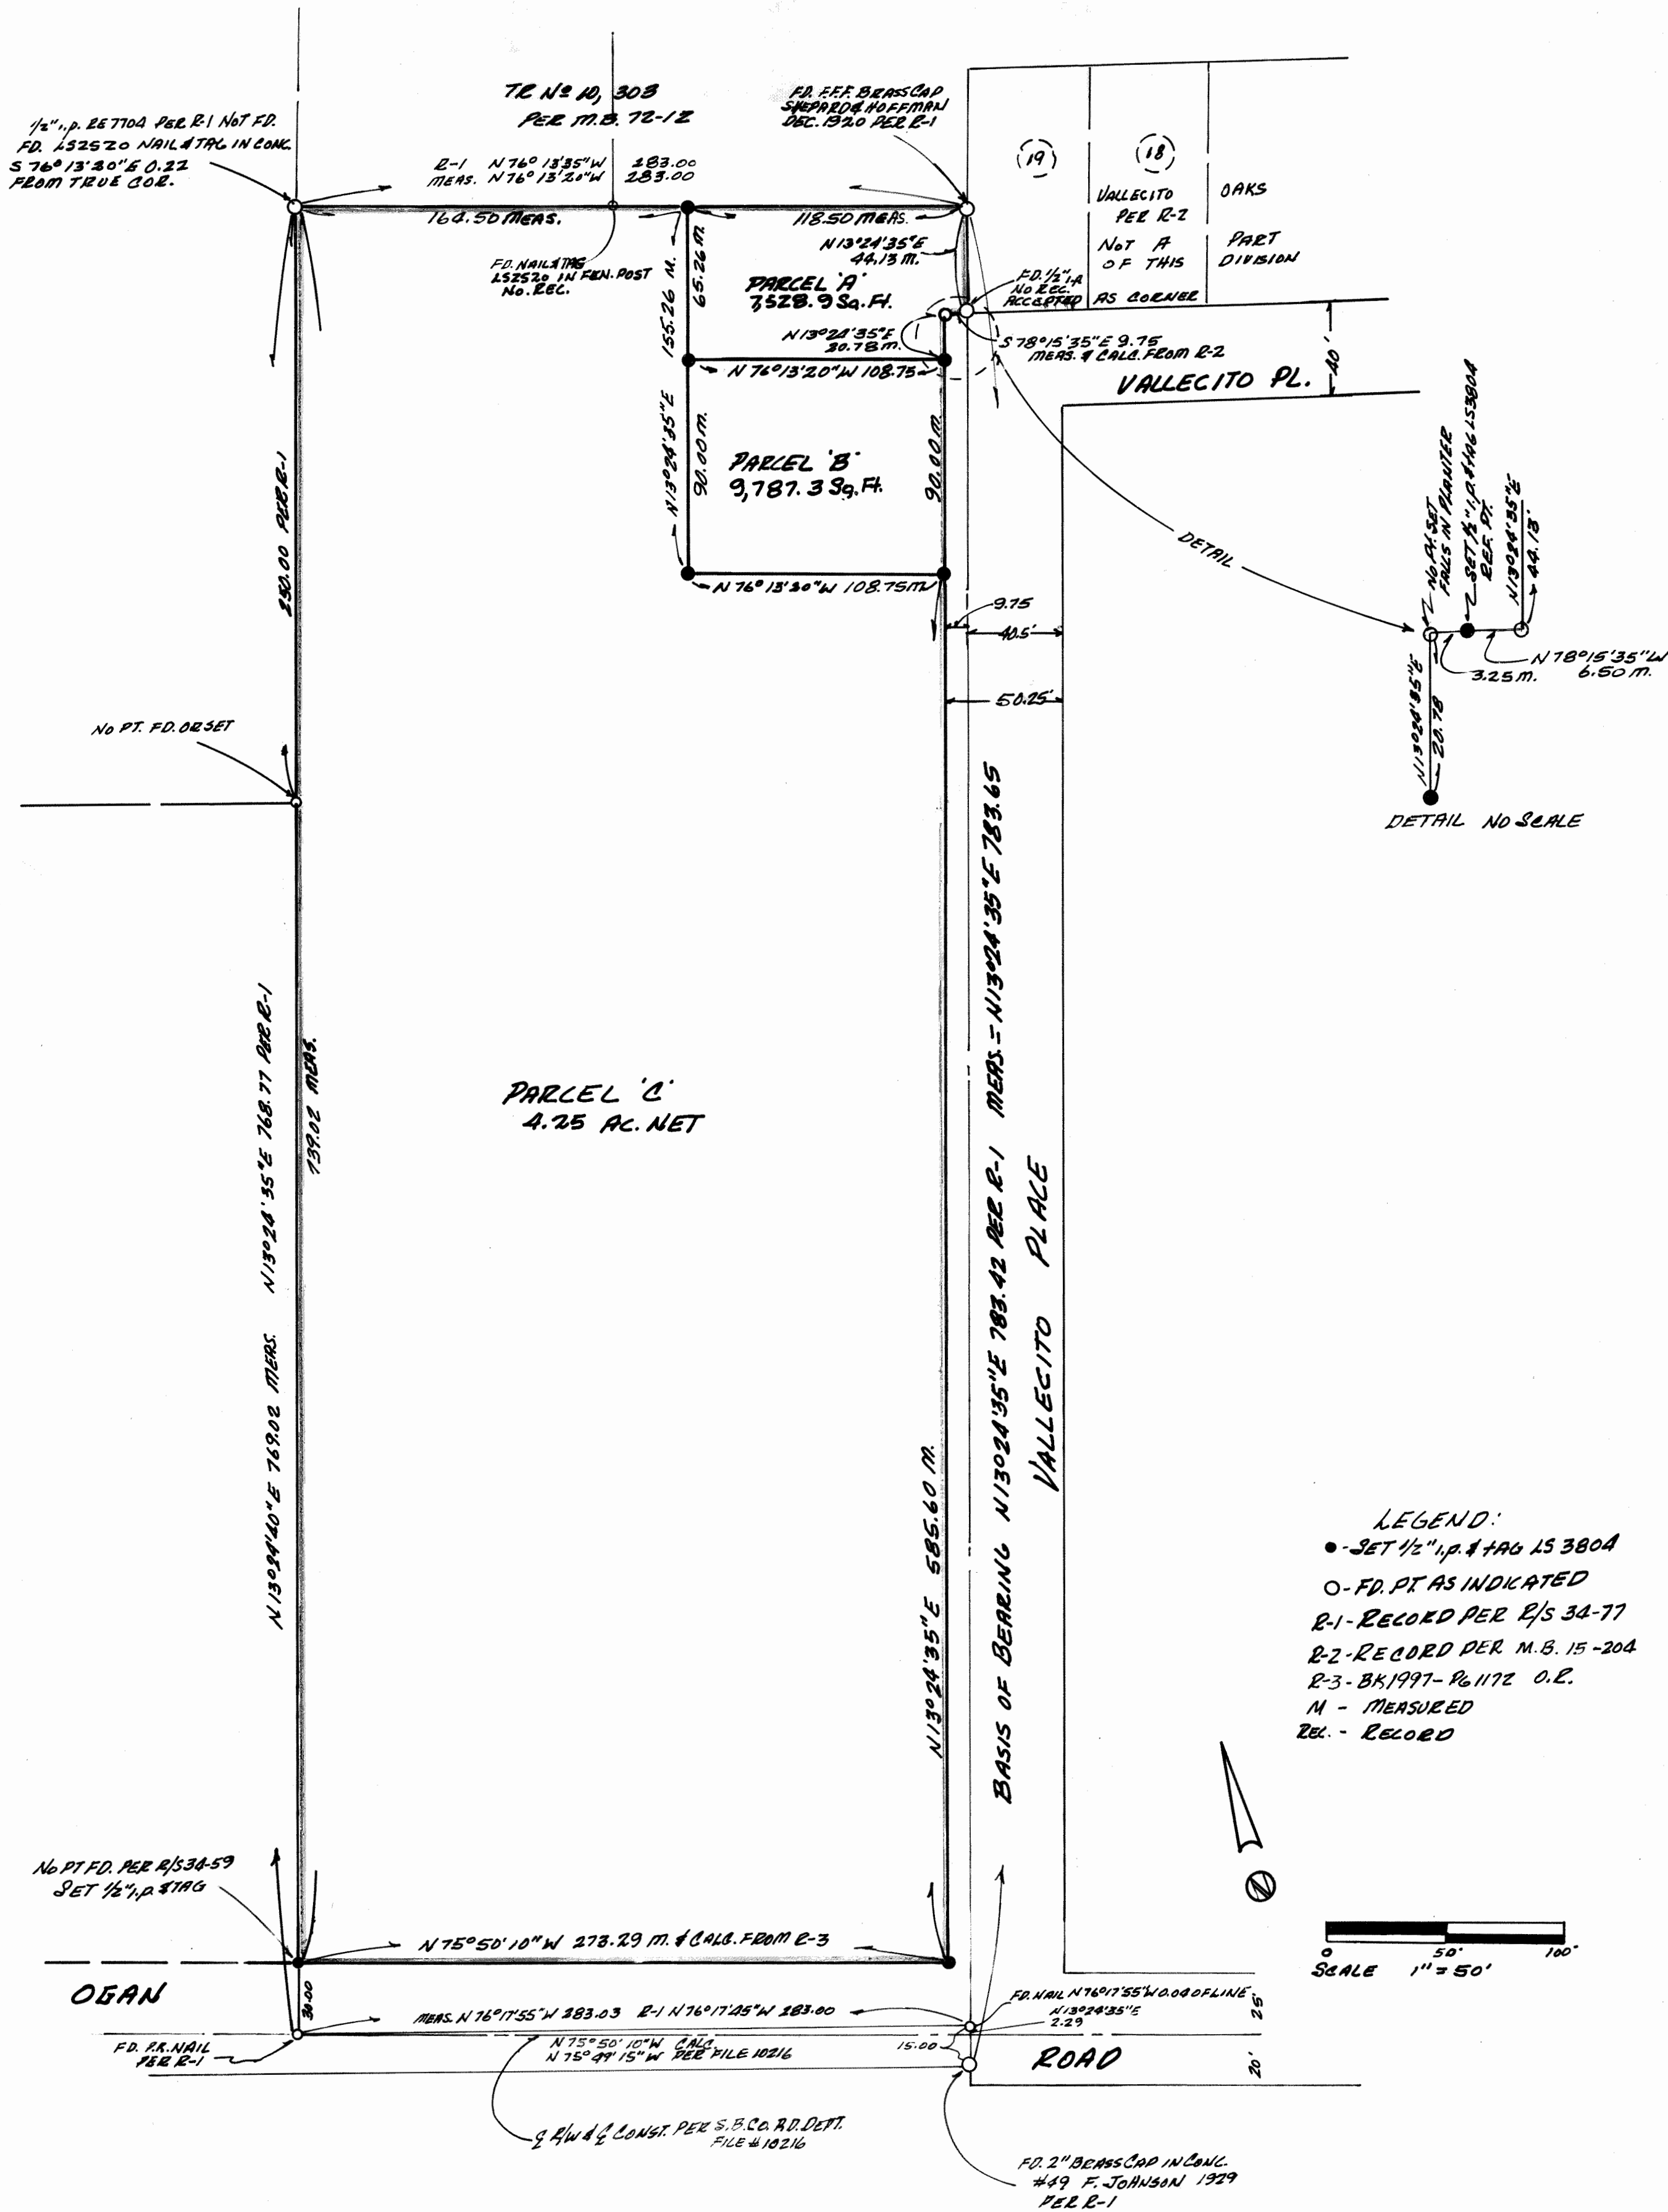 TR Nº 10, 303
PER M.B. 72-12
1/2" I.P. RE 7704 PER R-1 NOT FD.
FD. LS2520 NAIL & TAG IN CONC.
S 76° 13' 20" E 0.22
FROM TRUE COR.
R-1 N 76° 13' 35" W 283.00
MEAS. N 76° 13' 20" W 283.00
FD. F.F.F. BRASS CAP
SHEPARD & HOFFMAN
DEC. 1920 PER R-1
19
18
VALLECITO OAKS
PER R-2
NOT A PART
OF THIS DIVISION
164.50 MEAS.
118.50 MEAS.
N 13° 24' 35" E
44.13 M.
FD. NAIL & TAG
LS2520 IN FEN. POST
NO. REC.
155.26 M.
65.26 M.
PARCEL 'A'
7,528.9 Sq. Ft.
FD. 1/2" I.P.
NO REC.
ACCEPTED AS CORNER
N 13° 24' 35" E
20.78 M.
S 78° 15' 35" E 9.75
MEAS. & CALC. FROM R-2
N 76° 13' 20" W 108.75
VALLECITO PL.
40'
N 13° 24' 35" E
90.00 M.
PARCEL 'B'
9,787.3 Sq. Ft.
90.00 M.
N 76° 13' 20" W 108.75 M
250.00 PER R-1
9.75
40.5'
50.25'
DETAIL
NO PT. SET
FALLS IN PLANTER
SET 1/2" I.P. & TAG LS3804
REF. PT.
N 13° 24' 35" E
44.13'
N 78° 15' 35" W
6.50 M.
3.25 M.
N 13° 24' 35" E
20.78
DETAIL NO SCALE
NO PT. FD. OR SET
N 13° 24' 40" E 769.02 MEAS. N 13° 24' 35" E 768.77 PER R-1
739.02 MEAS.
PARCEL 'C'
4.25 AC. NET
N 13° 24' 35" E 585.60 M.
BASIS OF BEARING N 13° 24' 35" E 783.42 PER R-1 MEAS. = N 13° 24' 35" E 783.65
VALLECITO PLACE
LEGEND:
- SET 1/2" I.P. & TAG LS 3804
- FD. PT. AS INDICATED
R-1 - RECORD PER R/S 34-77
R-2 - RECORD PER M.B. 15-204
R-3 - BK 1997 - PG 1172 O.R.
M - MEASURED
REC. - RECORD
0 50' 100'
SCALE 1" = 50'
NO PT FD. PER R/S 34-59
SET 1/2" I.P. & TAG
N 75° 50' 10" W 273.29 M. & CALC. FROM R-3
OGAN
30.00
MEAS. N 76° 17' 55" W 283.03 R-1 N 76° 17' 45" W 283.00
FD. NAIL N 76° 17' 55" W 0.04 OF LINE
N 13° 24' 35" E
2.29
25'
FD. P.K. NAIL
PER R-1
N 75° 50' 10" W CALC.
N 75° 49' 15" W PER FILE 10216
15.00
ROAD
20'
℄ R/W & ℄ CONST. PER S.B. CO. RD. DEPT.
FILE # 10216
FD. 2" BRASS CAP IN CONC.
#49 F. JOHNSON 1929
PER R-1